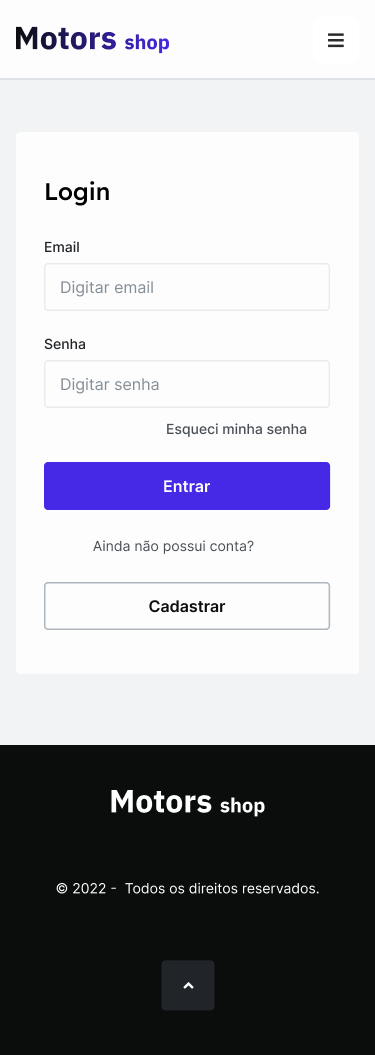 Motors shop
Login
Email
Digitar email
Senha
Digitar senha
Esqueci minha senha
Entrar
Ainda não possui conta?
Cadastrar
Motors shop
© 2022 -  Todos os direitos reservados.